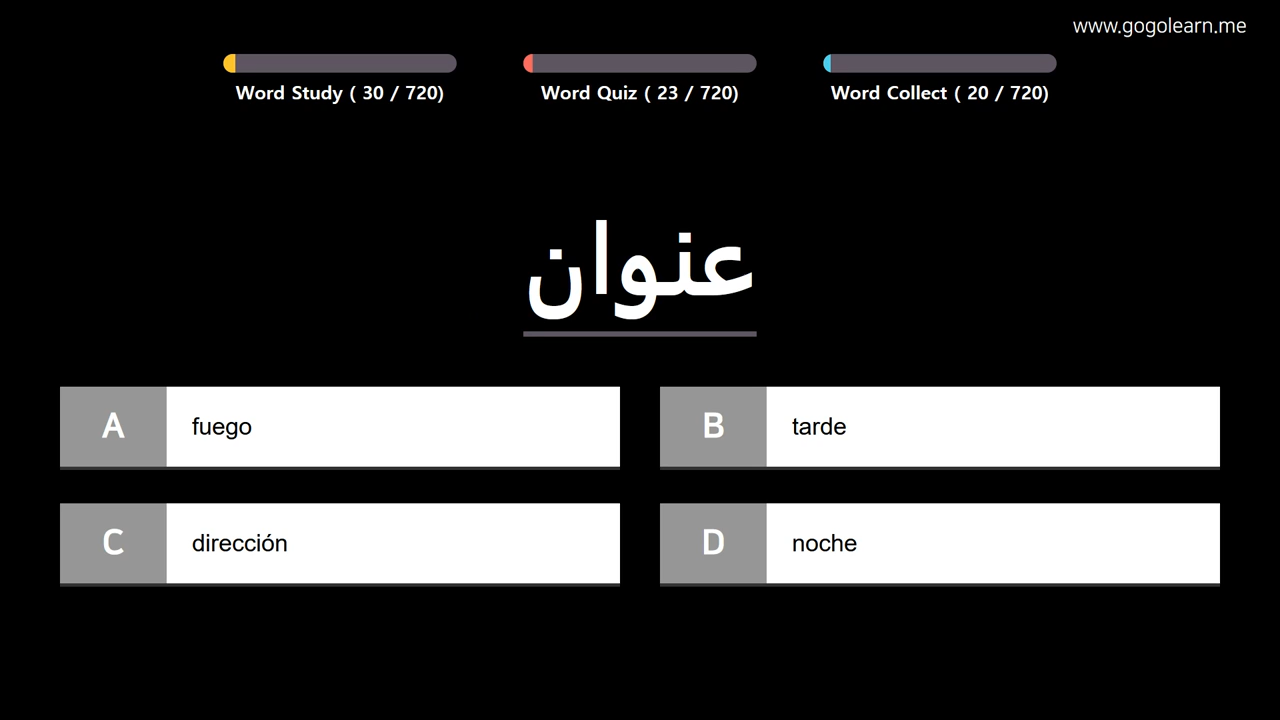 www.gogolearn.me
Word Study ( 30 / 720)
Word Quiz ( 23 / 720)
Word Collect ( 20 / 720)
عنوان
A fuego
B tarde
C dirección
D noche